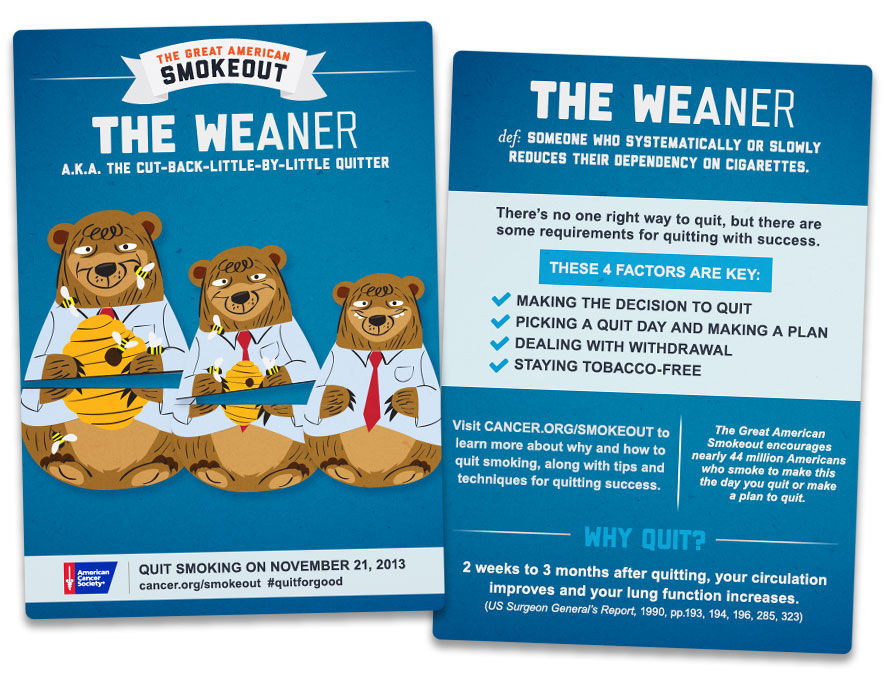 THE GREAT AMERICAN
SMOKEOUT
THE WEANER
A.K.A. THE CUT-BACK-LITTLE-BY-LITTLE QUITTER
American
Cancer
Society®
QUIT SMOKING ON NOVEMBER 21, 2013
cancer.org/smokeout #quitforgood
THE WEANER
def: SOMEONE WHO SYSTEMATICALLY OR SLOWLY
REDUCES THEIR DEPENDENCY ON CIGARETTES.
There's no one right way to quit, but there are
some requirements for quitting with success.
THESE 4 FACTORS ARE KEY:
MAKING THE DECISION TO QUIT
PICKING A QUIT DAY AND MAKING A PLAN
DEALING WITH WITHDRAWAL
STAYING TOBACCO-FREE
Visit CANCER.ORG/SMOKEOUT to
learn more about why and how to
quit smoking, along with tips and
techniques for quitting success.
The Great American
Smokeout encourages
nearly 44 million Americans
who smoke to make this
the day you quit or make
a plan to quit.
WHY QUIT?
2 weeks to 3 months after quitting, your circulation
improves and your lung function increases.
(US Surgeon General's Report, 1990, pp.193, 194, 196, 285, 323)